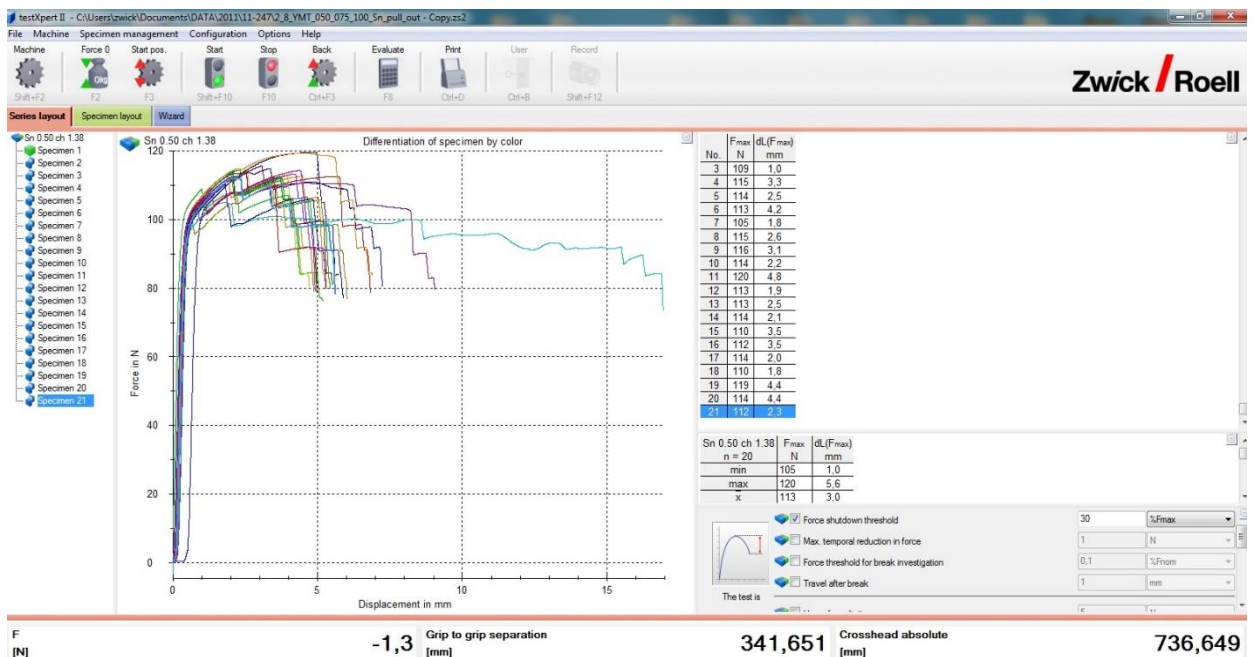 testXpert II - C:\Users\zwick\Documents\DATA\2011\11-247\2_8_YMT_050_075_100_Sn_pull_out - Copy.zs2
File Machine Specimen management Configuration Options Help
Machine Force 0 Start pos. Start Stop Back Evaluate Print User Record
0kg
Shift+F2 F2 F3 Shift+F10 F10 Ctrl+F3 F8 Ctrl+D Ctrl+B Shift+F12
Zwick / Roell
Series layout Specimen layout Wizard
Sn 0.50 ch 1.38
Specimen 1
Specimen 2
Specimen 3
Specimen 4
Specimen 5
Specimen 6
Specimen 7
Specimen 8
Specimen 9
Specimen 10
Specimen 11
Specimen 12
Specimen 13
Specimen 14
Specimen 15
Specimen 16
Specimen 17
Specimen 18
Specimen 19
Specimen 20
Specimen 21
Sn 0.50 ch 1.38 Differentiation of specimen by color
120
100
80
60
40
20
0
Force in N
0 5 10 15
Displacement in mm
Fmax dL(Fmax)
No. N mm
3 109 1,0
4 115 3,3
5 114 2,5
6 113 4,2
7 105 1,8
8 115 2,6
9 116 3,1
10 114 2,2
11 120 4,8
12 113 1,9
13 113 2,5
14 114 2,1
15 110 3,5
16 112 3,5
17 114 2,0
18 110 1,8
19 119 4,4
20 114 4,4
21 112 2,3
Sn 0.50 ch 1.38 Fmax dL(Fmax)
n = 20 N mm
min 105 1,0
max 120 5,6
x̄ 113 3,0
Force shutdown threshold 30 %Fmax
Max. temporal reduction in force 1 N
Force threshold for break investigation 0,1 %Fnom
Travel after break 1 mm
The test is
F [N] -1,3
Grip to grip separation [mm] 341,651
Crosshead absolute [mm] 736,649